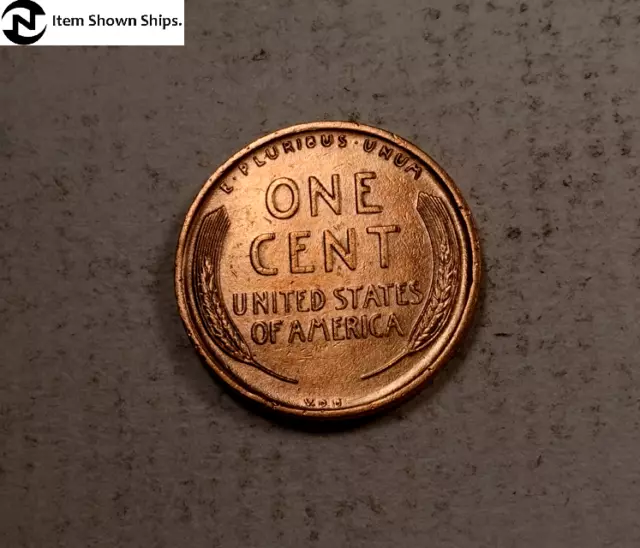 N Item Shown Ships.
E·PLURIBUS·UNUM
ONE
CENT
UNITED STATES
OF AMERICA
V.D.B.